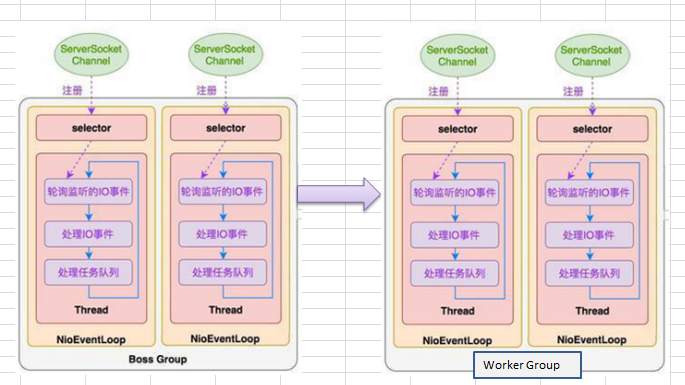 ServerSocket
Channel
ServerSocket
Channel
注册
注册
selector
selector
轮询监听的IO事件
轮询监听的IO事件
处理IO事件
处理IO事件
处理任务队列
处理任务队列
Thread
Thread
NioEventLoop
NioEventLoop
Boss Group
ServerSocket
Channel
ServerSocket
Channel
注册
注册
selector
selector
轮询监听的IO事件
轮询监听的IO事件
处理IO事件
处理IO事件
处理任务队列
处理任务队列
Thread
Thread
NioEventLoop
NioEventLoop
Worker Group